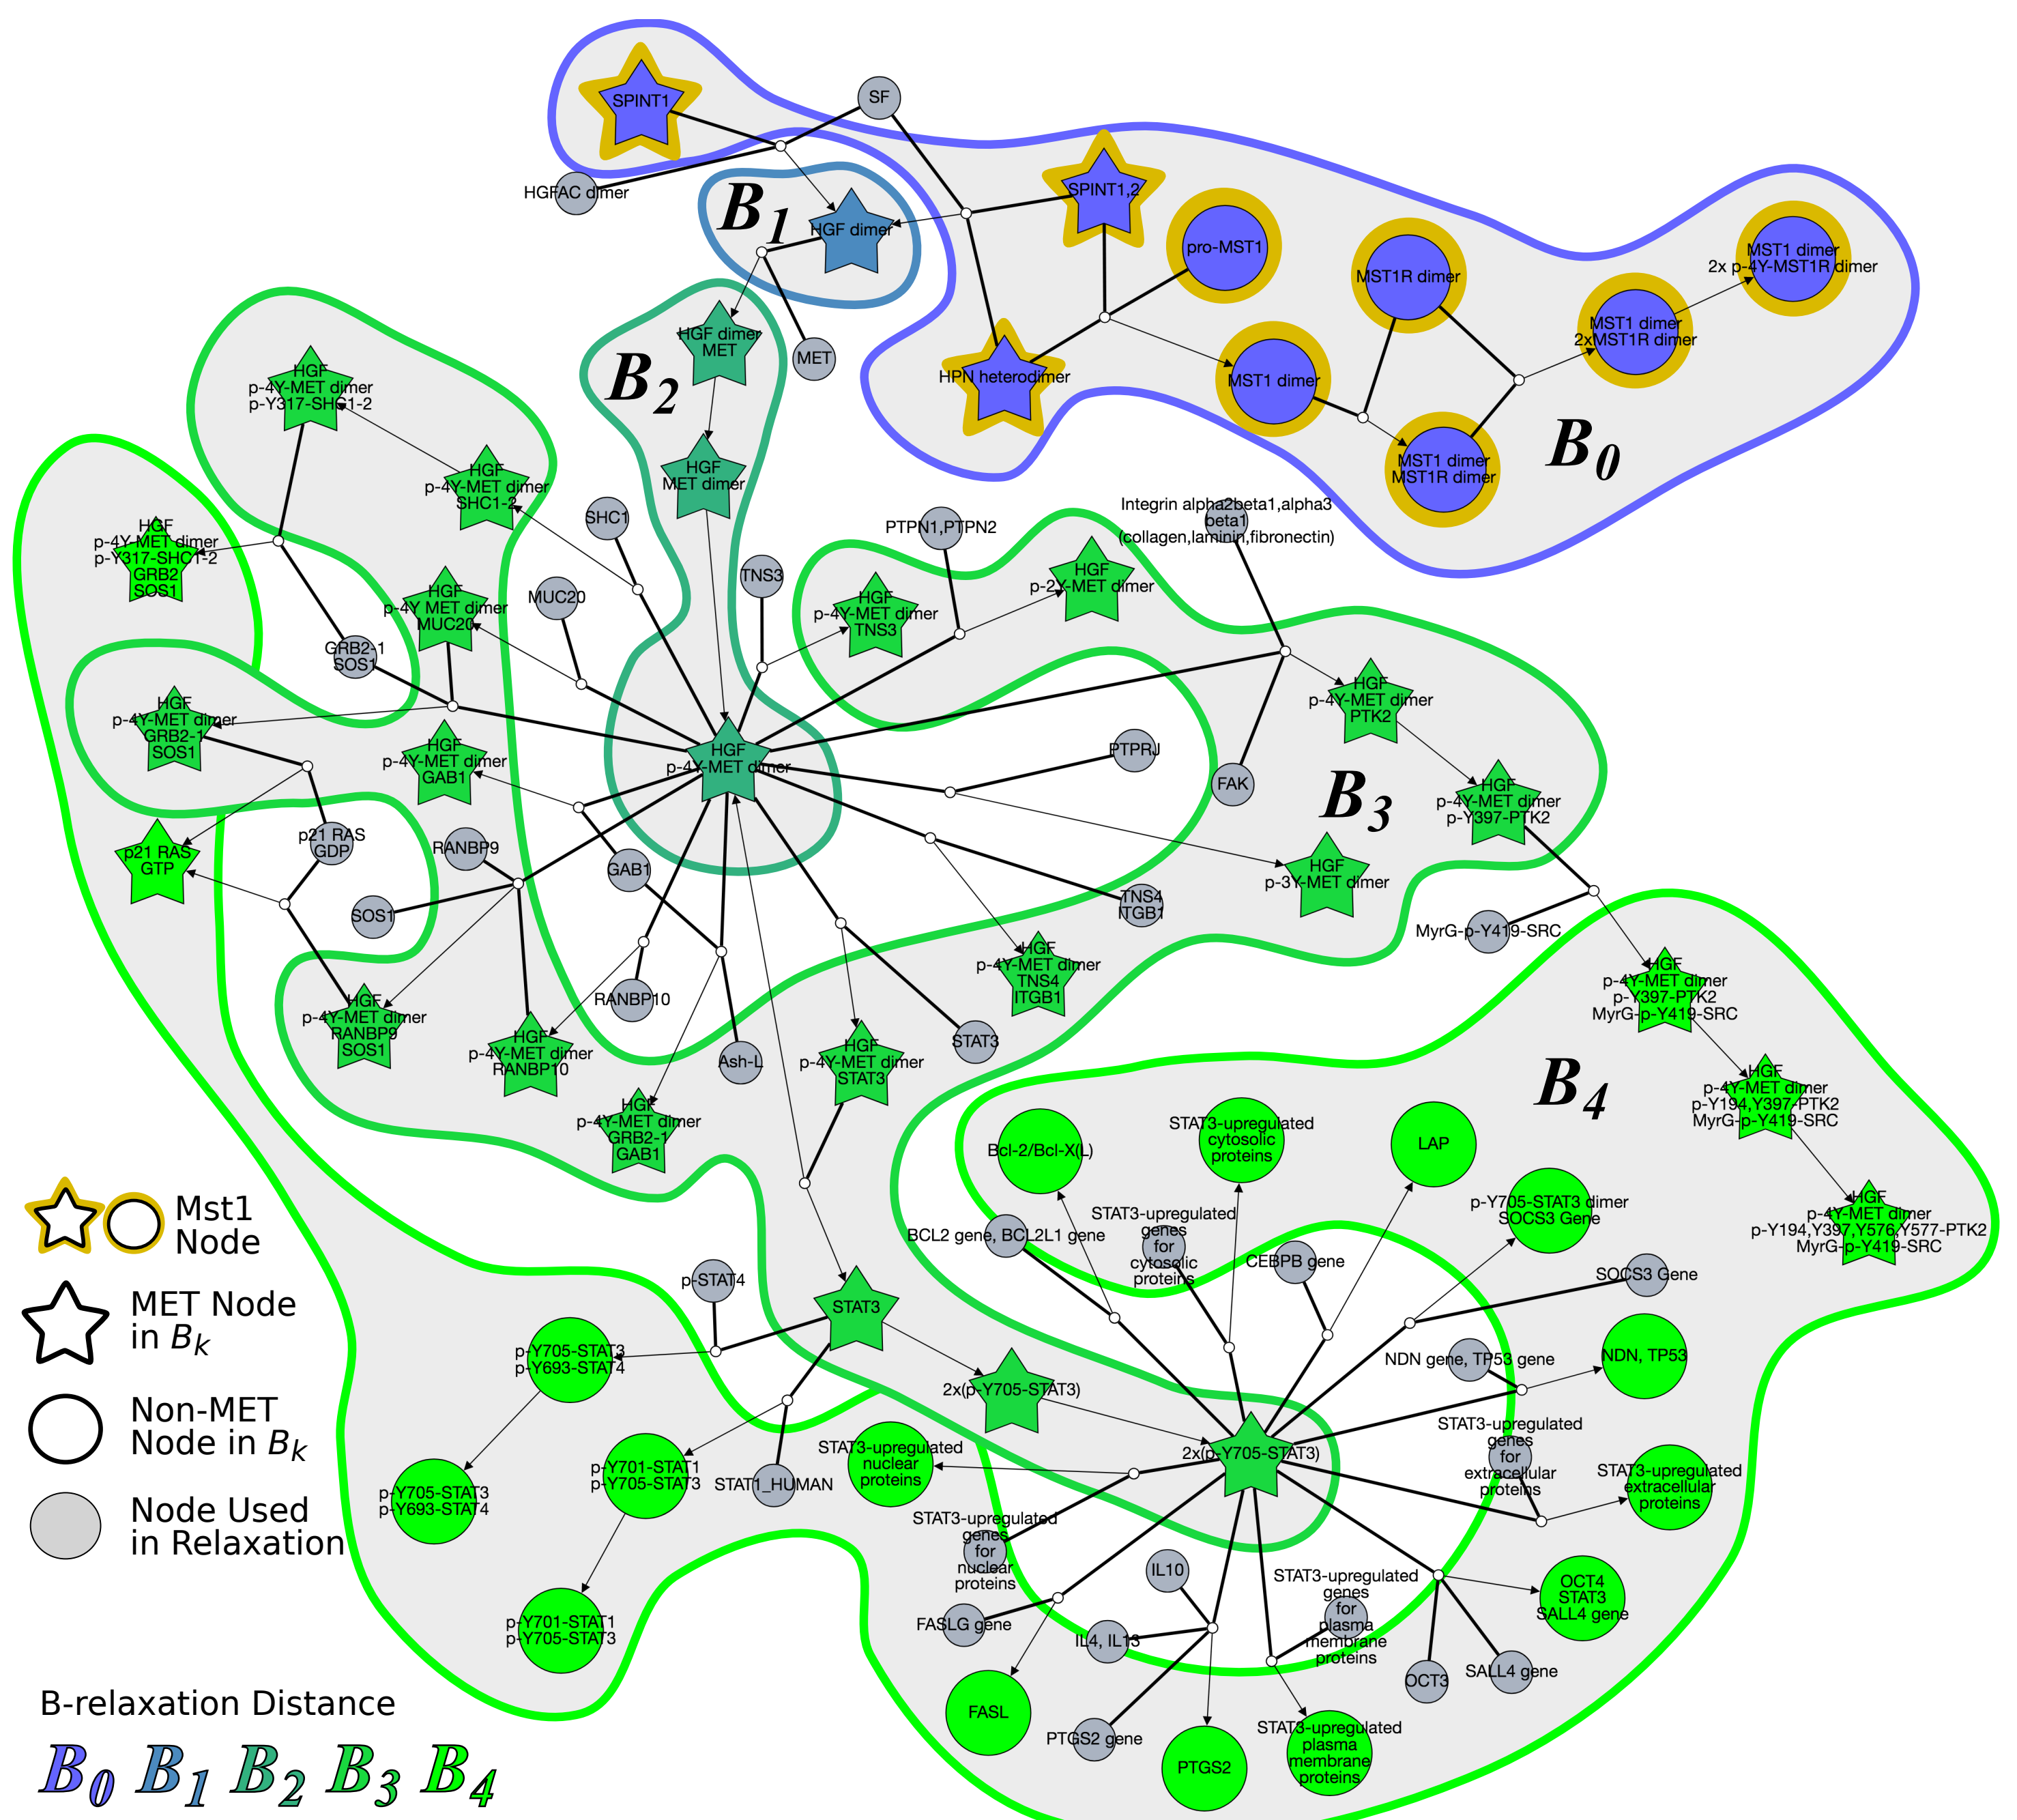 SPINT1
SF
HGFAC dimer
B1
HGF dimer
SPINT1,2
pro-MST1
MST1R dimer
MST1 dimer
2x p-4Y-MST1R dimer
MST1 dimer
2xMST1R dimer
HGF dimer
MET
MET
B2
HPN heterodimer
MST1 dimer
MST1 dimer
MST1R dimer
B0
HGF
p-4Y-MET dimer
p-Y317-SHC1-2
HGF
p-4Y-MET dimer
SHC1-2
HGF
MET dimer
SHC1
PTPN1,PTPN2
Integrin alpha2beta1,alpha3
beta1
(collagen,laminin,fibronectin)
HGF
p-4Y-MET dimer
p-Y317-SHC1-2
GRB2
SOS1
HGF
p-4Y MET dimer
MUC20
MUC20
TNS3
HGF
p-4Y-MET dimer
TNS3
HGF
p-2Y-MET dimer
GRB2-1
SOS1
HGF
p-4Y-MET dimer
PTK2
HGF
p-4Y-MET dimer
GRB2-1
SOS1
HGF
p-4Y-MET dimer
GAB1
HGF
p-4Y-MET dimer
PTPRJ
FAK
B3
HGF
p-4Y-MET dimer
p-Y397-PTK2
p21 RAS
GTP
p21 RAS
GDP
RANBP9
GAB1
HGF
p-3Y-MET dimer
SOS1
TNS4
ITGB1
MyrG-p-Y419-SRC
HGF
p-4Y-MET dimer
RANBP9
SOS1
HGF
p-4Y-MET dimer
RANBP10
RANBP10
HGF
p-4Y-MET dimer
TNS4
ITGB1
HGF
p-4Y-MET dimer
p-Y397-PTK2
MyrG-p-Y419-SRC
Ash-L
HGF
p-4Y-MET dimer
STAT3
STAT3
HGF
p-4Y-MET dimer
GRB2-1
GAB1
B4
HGF
p-4Y-MET dimer
p-Y194,Y397-PTK2
MyrG-p-Y419-SRC
Bcl-2/Bcl-X(L)
STAT3-upregulated
cytosolic
proteins
LAP
p-Y705-STAT3 dimer
SOCS3 Gene
HGF
p-4Y-MET dimer
p-Y194,Y397,Y576,Y577-PTK2
MyrG-p-Y419-SRC
Mst1
Node
BCL2 gene, BCL2L1 gene
STAT3-upregulated
genes
for
cytosolic
proteins
CEBPB gene
SOCS3 Gene
p-STAT4
STAT3
MET Node
in Bk
p-Y705-STAT3
p-Y693-STAT4
2x(p-Y705-STAT3)
NDN gene, TP53 gene
NDN, TP53
Non-MET
Node in Bk
STAT3-upregulated
nuclear
proteins
2x(p-Y705-STAT3)
STAT3-upregulated
genes
for
extracellular
proteins
STAT3-upregulated
extracellular
proteins
p-Y705-STAT3
p-Y693-STAT4
p-Y701-STAT1
p-Y705-STAT3
STAT1_HUMAN
Node Used
in Relaxation
STAT3-upregulated
genes
for
nuclear
proteins
IL10
STAT3-upregulated
genes
for
plasma
membrane
proteins
OCT4
STAT3
SALL4 gene
p-Y701-STAT1
p-Y705-STAT3
FASLG gene
IL4, IL13
OCT3
SALL4 gene
B-relaxation Distance
FASL
PTGS2 gene
PTGS2
STAT3-upregulated
plasma
membrane
proteins
B0 B1 B2 B3 B4